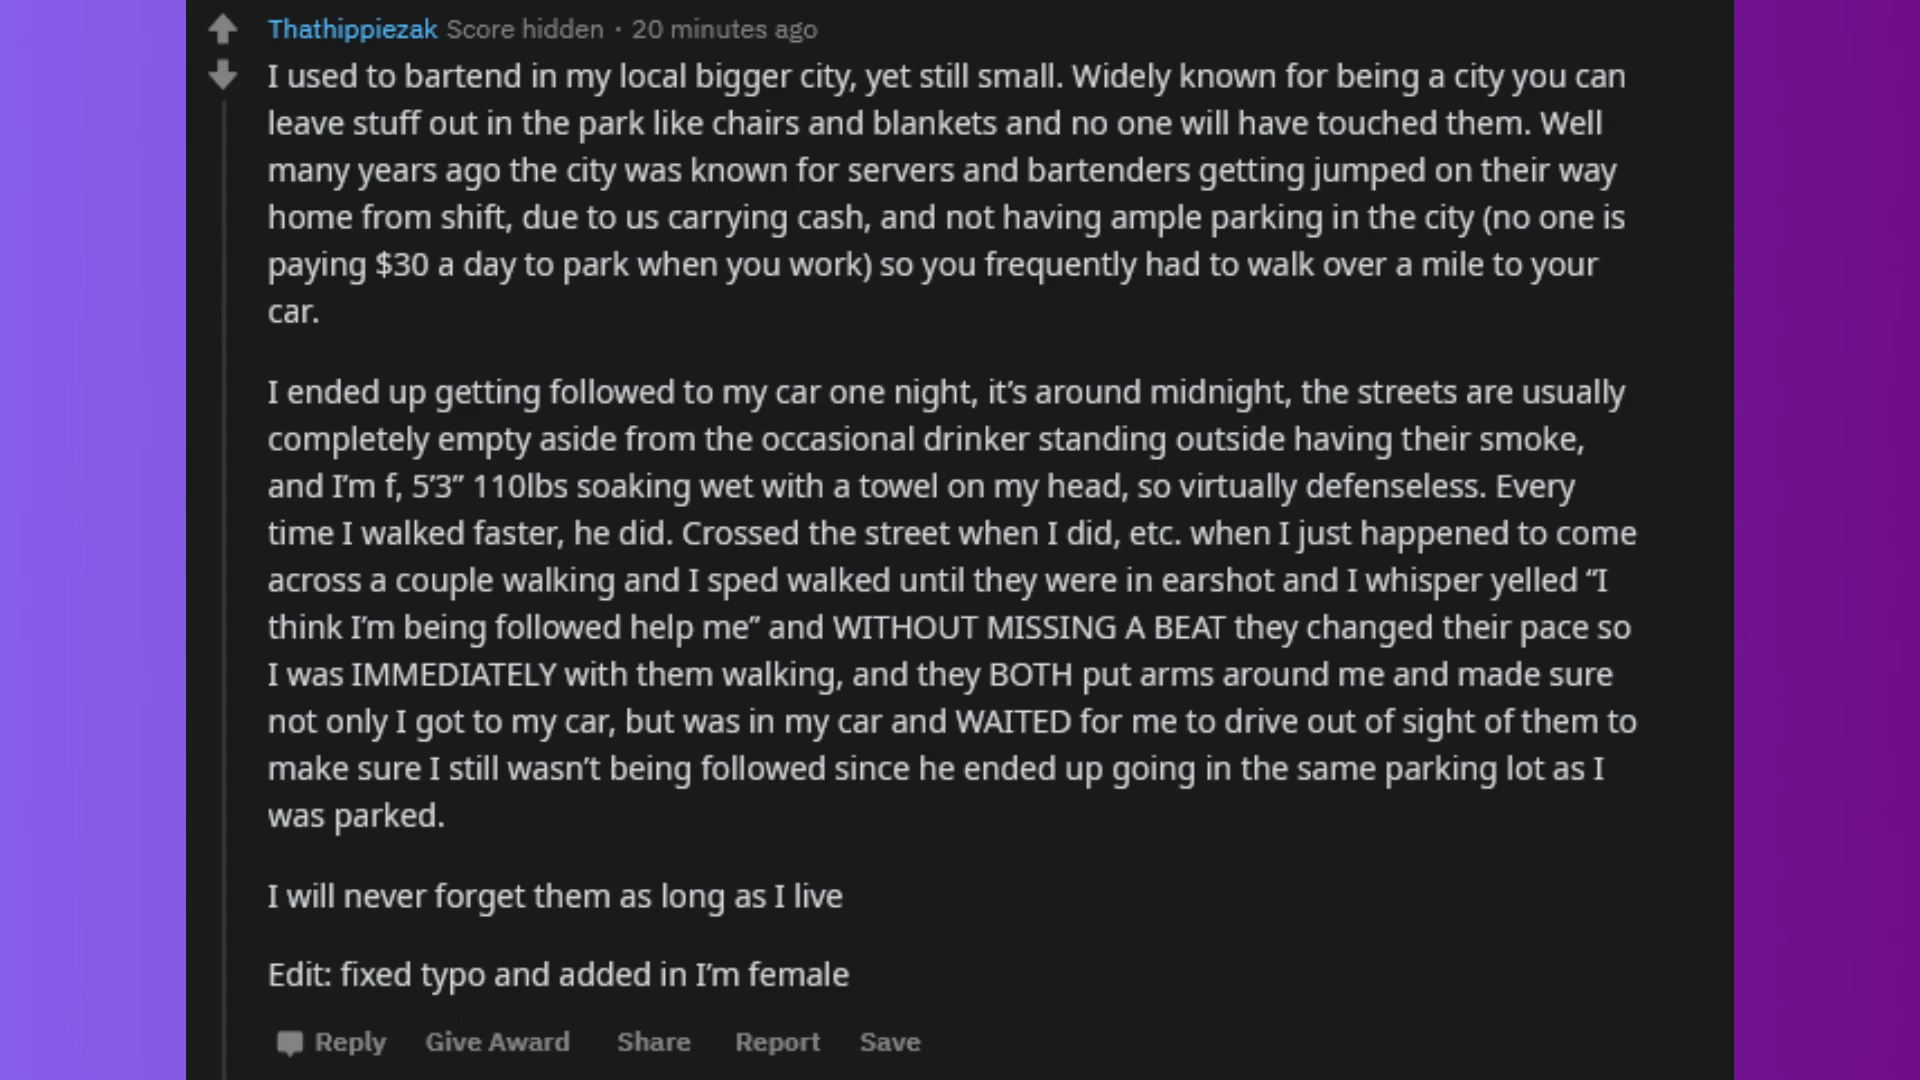 Thathippiezak Score hidden · 20 minutes ago
I used to bartend in my local bigger city, yet still small. Widely known for being a city you can
leave stuff out in the park like chairs and blankets and no one will have touched them. Well
many years ago the city was known for servers and bartenders getting jumped on their way
home from shift, due to us carrying cash, and not having ample parking in the city (no one is
paying $30 a day to park when you work) so you frequently had to walk over a mile to your
car.
I ended up getting followed to my car one night, it’s around midnight, the streets are usually
completely empty aside from the occasional drinker standing outside having their smoke,
and I’m f, 5’3” 110lbs soaking wet with a towel on my head, so virtually defenseless. Every
time I walked faster, he did. Crossed the street when I did, etc. when I just happened to come
across a couple walking and I sped walked until they were in earshot and I whisper yelled “I
think I’m being followed help me” and WITHOUT MISSING A BEAT they changed their pace so
I was IMMEDIATELY with them walking, and they BOTH put arms around me and made sure
not only I got to my car, but was in my car and WAITED for me to drive out of sight of them to
make sure I still wasn’t being followed since he ended up going in the same parking lot as I
was parked.
I will never forget them as long as I live
Edit: fixed typo and added in I’m female
Reply Give Award Share Report Save